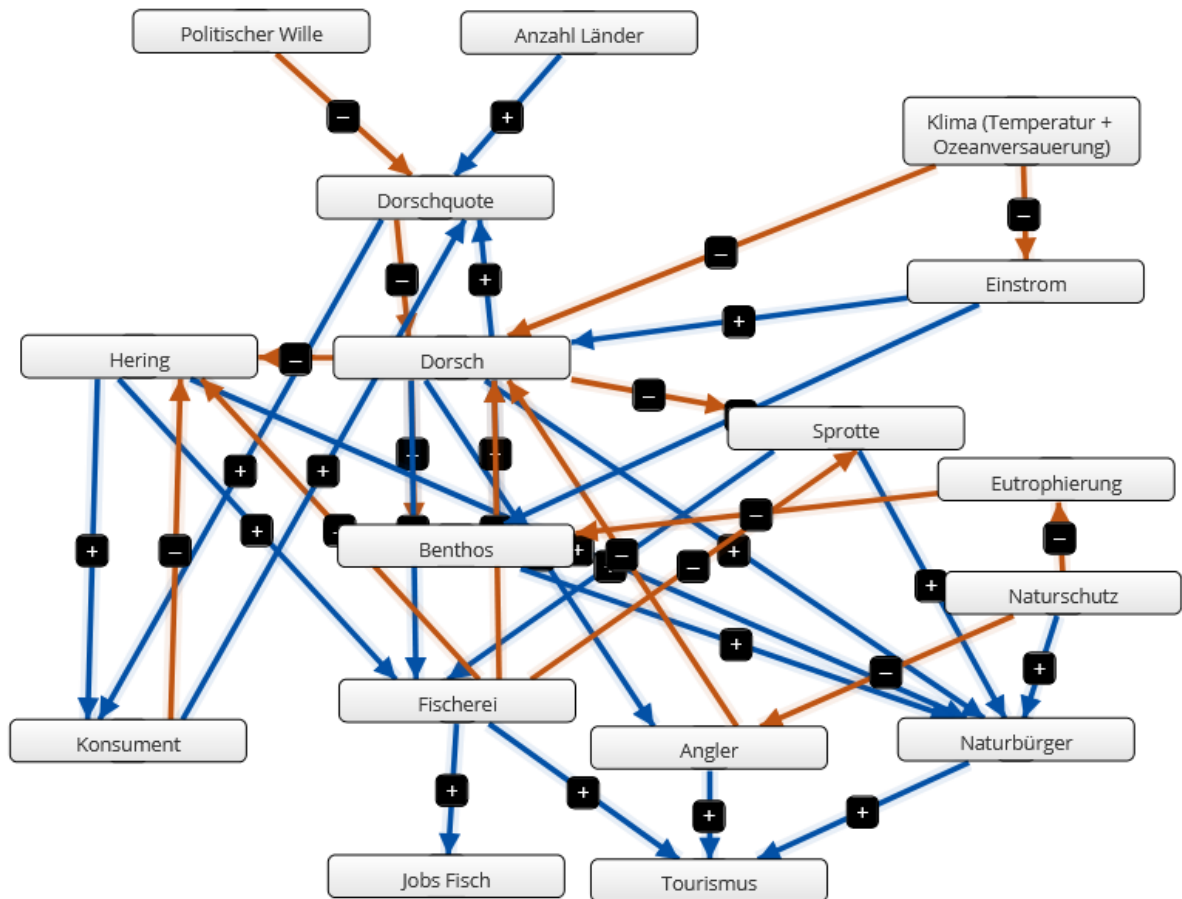 Politischer Wille
Anzahl Länder
Klima (Temperatur +
Ozeanversauerung)
–
+
Dorschquote
–
–
–
+
Einstrom
+
Hering
–
Dorsch
–
Sprotte
–
–
+
+
Eutrophierung
–
–
+
–
+
–
Benthos
+
–
+
–
+
Naturschutz
+
–
+
Fischerei
Konsument
Angler
Naturbürger
+
+
+
+
Jobs Fisch
Tourismus